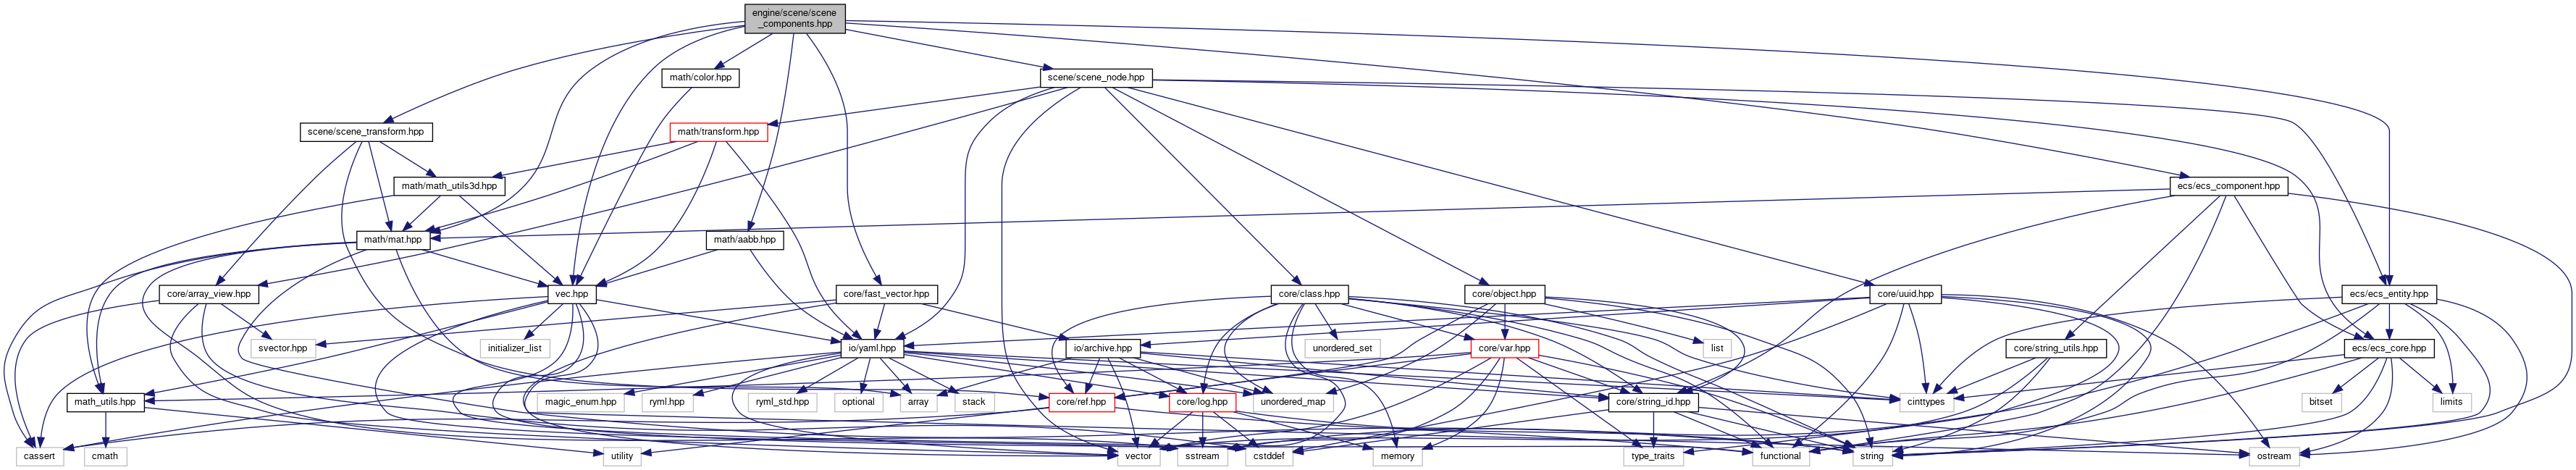 engine/scene/scene
_components.hpp
math/color.hpp
scene/scene_node.hpp
scene/scene_transform.hpp
math/transform.hpp
math/math_utils3d.hpp
ecs/ecs_component.hpp
math/mat.hpp
math/aabb.hpp
core/array_view.hpp
vec.hpp
core/fast_vector.hpp
core/class.hpp
core/object.hpp
core/uuid.hpp
ecs/ecs_entity.hpp
svector.hpp
initializer_list
io/yaml.hpp
io/archive.hpp
unordered_set
core/var.hpp
list
core/string_utils.hpp
ecs/ecs_core.hpp
math_utils.hpp
magic_enum.hpp
ryml.hpp
ryml_std.hpp
optional
array
stack
core/ref.hpp
core/log.hpp
unordered_map
core/string_id.hpp
cinttypes
bitset
limits
cassert
cmath
utility
vector
sstream
cstddef
memory
type_traits
functional
string
ostream